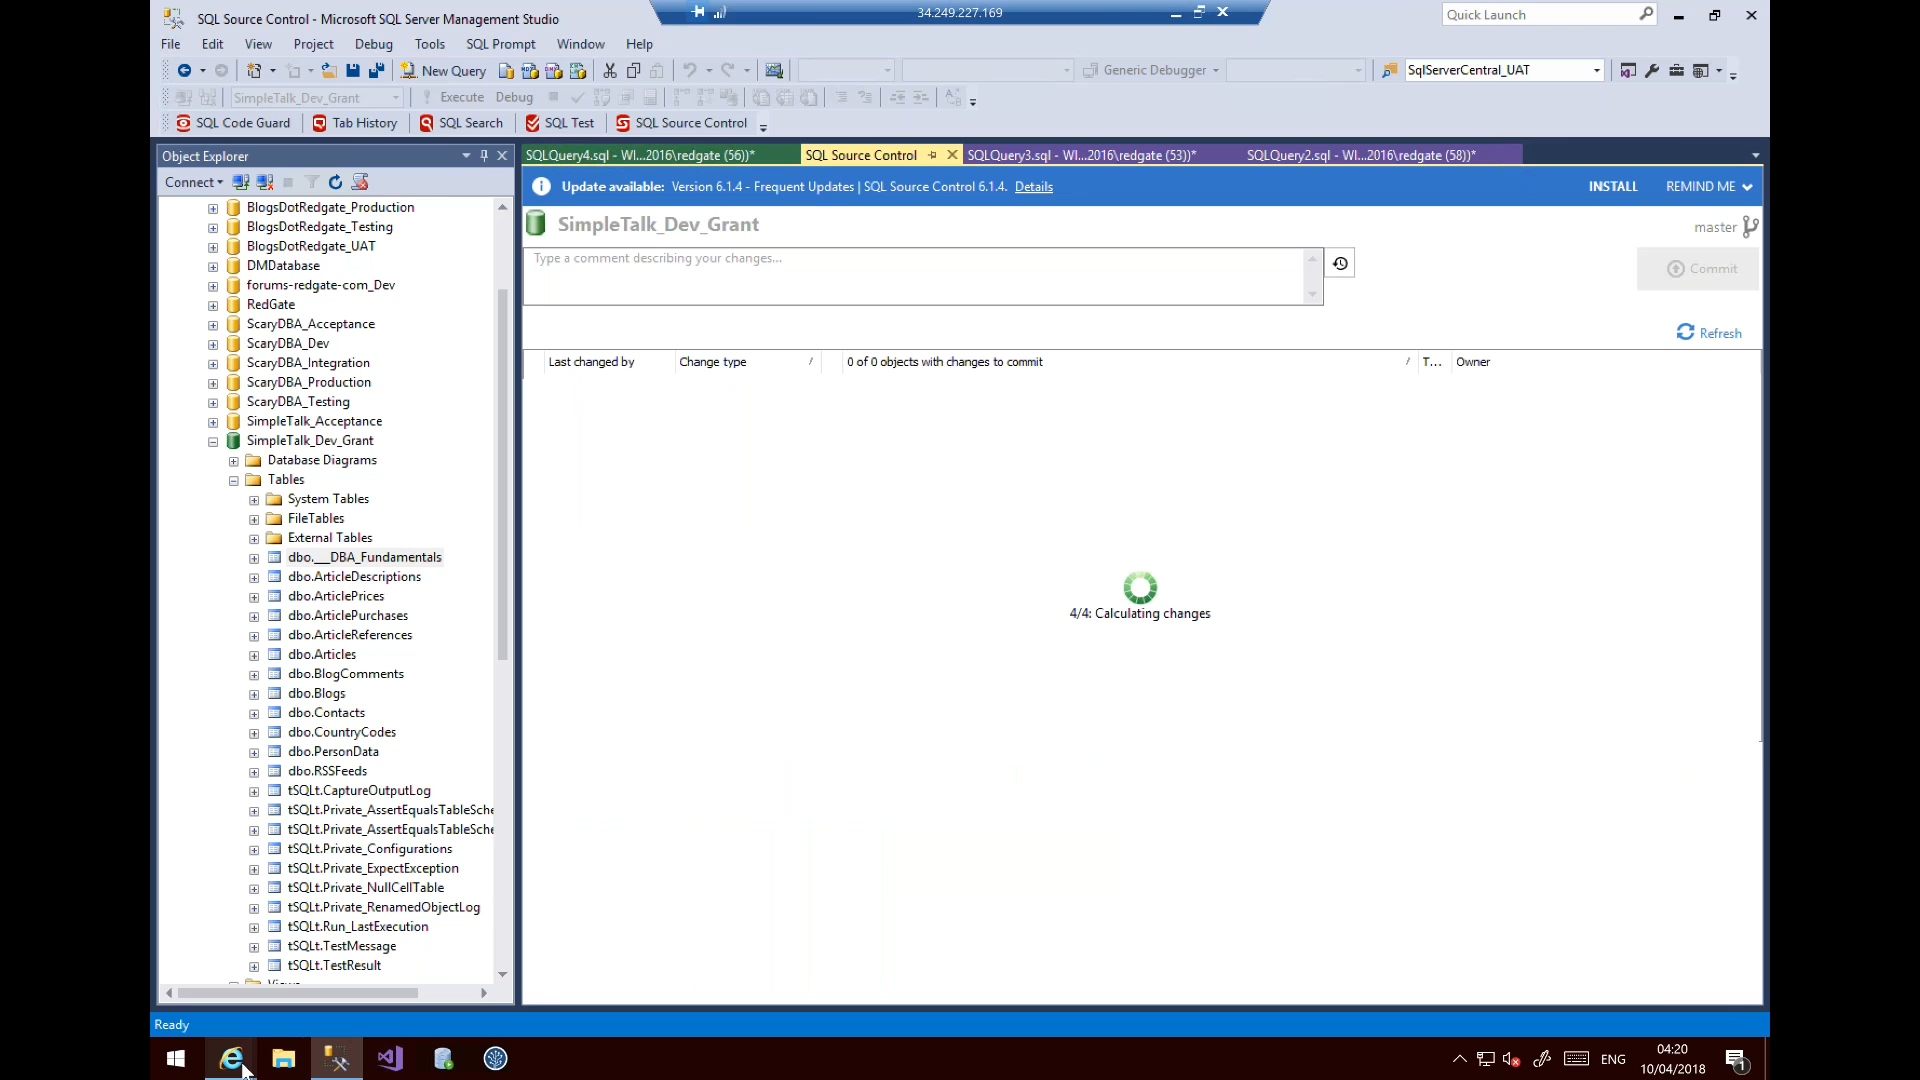 SQL Source Control - Microsoft SQL Server Management Studio
34.249.227.169
Quick Launch
File Edit View Project Debug Tools SQL Prompt Window Help
New Query
Generic Debugger
SqlServerCentral_UAT
SimpleTalk_Dev_Grant
Execute Debug
SQL Code Guard Tab History SQL Search SQL Test SQL Source Control
Object Explorer
SQLQuery4.sql - WI...2016\redgate (56))*
SQL Source Control
SQLQuery3.sql - WI...2016\redgate (53))*
SQLQuery2.sql - WI...2016\redgate (58))*
Connect
Update available: Version 6.1.4 - Frequent Updates | SQL Source Control 6.1.4. Details
INSTALL REMIND ME
SimpleTalk_Dev_Grant
master
Type a comment describing your changes...
Commit
Refresh
Last changed by
Change type
0 of 0 objects with changes to commit
T...
Owner
4/4: Calculating changes
BlogsDotRedgate_Production
BlogsDotRedgate_Testing
BlogsDotRedgate_UAT
DMDatabase
forums-redgate-com_Dev
RedGate
ScaryDBA_Acceptance
ScaryDBA_Dev
ScaryDBA_Integration
ScaryDBA_Production
ScaryDBA_Testing
SimpleTalk_Acceptance
SimpleTalk_Dev_Grant
Database Diagrams
Tables
System Tables
FileTables
External Tables
dbo.___DBA_Fundamentals
dbo.ArticleDescriptions
dbo.ArticlePrices
dbo.ArticlePurchases
dbo.ArticleReferences
dbo.Articles
dbo.BlogComments
dbo.Blogs
dbo.Contacts
dbo.CountryCodes
dbo.PersonData
dbo.RSSFeeds
tSQLt.CaptureOutputLog
tSQLt.Private_AssertEqualsTableSche
tSQLt.Private_AssertEqualsTableSche
tSQLt.Private_Configurations
tSQLt.Private_ExpectException
tSQLt.Private_NullCellTable
tSQLt.Private_RenamedObjectLog
tSQLt.Run_LastExecution
tSQLt.TestMessage
tSQLt.TestResult
Views
Ready
ENG
04:20
10/04/2018
1